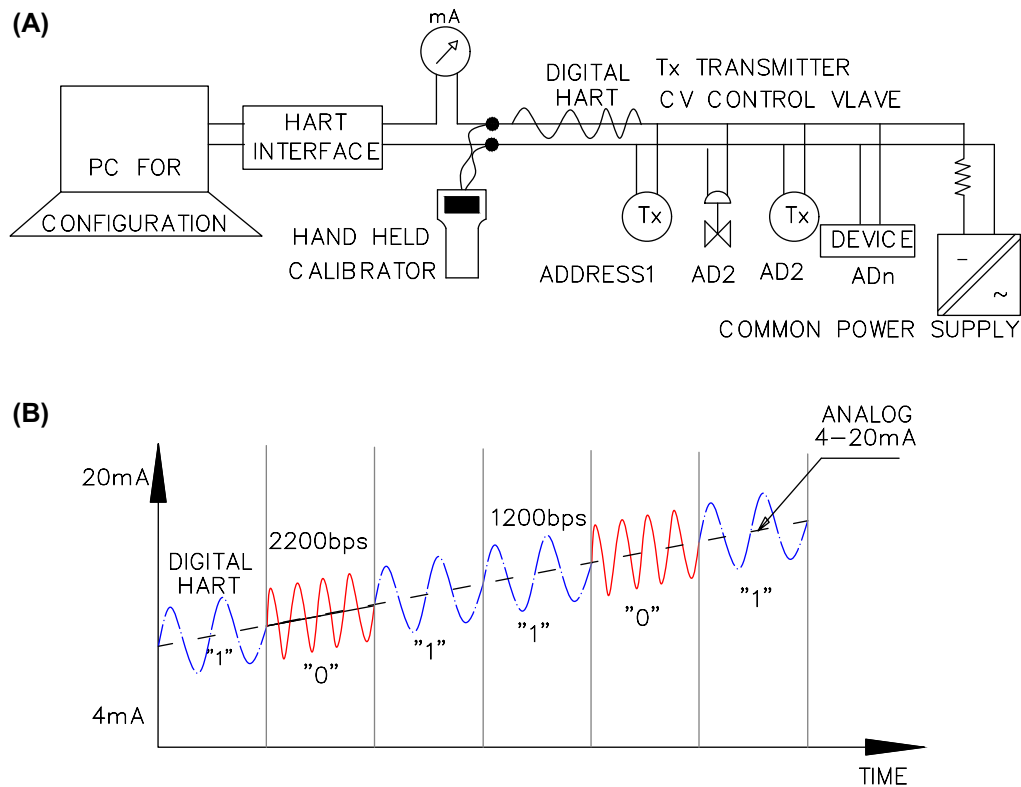 (A)
mA
DIGITAL
HART
Tx TRANSMITTER
CV CONTROL VLAVE
HART
INTERFACE
PC FOR
CONFIGURATION
HAND HELD
CALIBRATOR
Tx
Tx
DEVICE
ADDRESS1
AD2
AD2
ADn
–
~
COMMON POWER SUPPLY
(B)
ANALOG
4–20mA
20mA
2200bps
1200bps
DIGITAL
HART
"1"
"0"
"1"
"1"
"0"
"1"
4mA
TIME